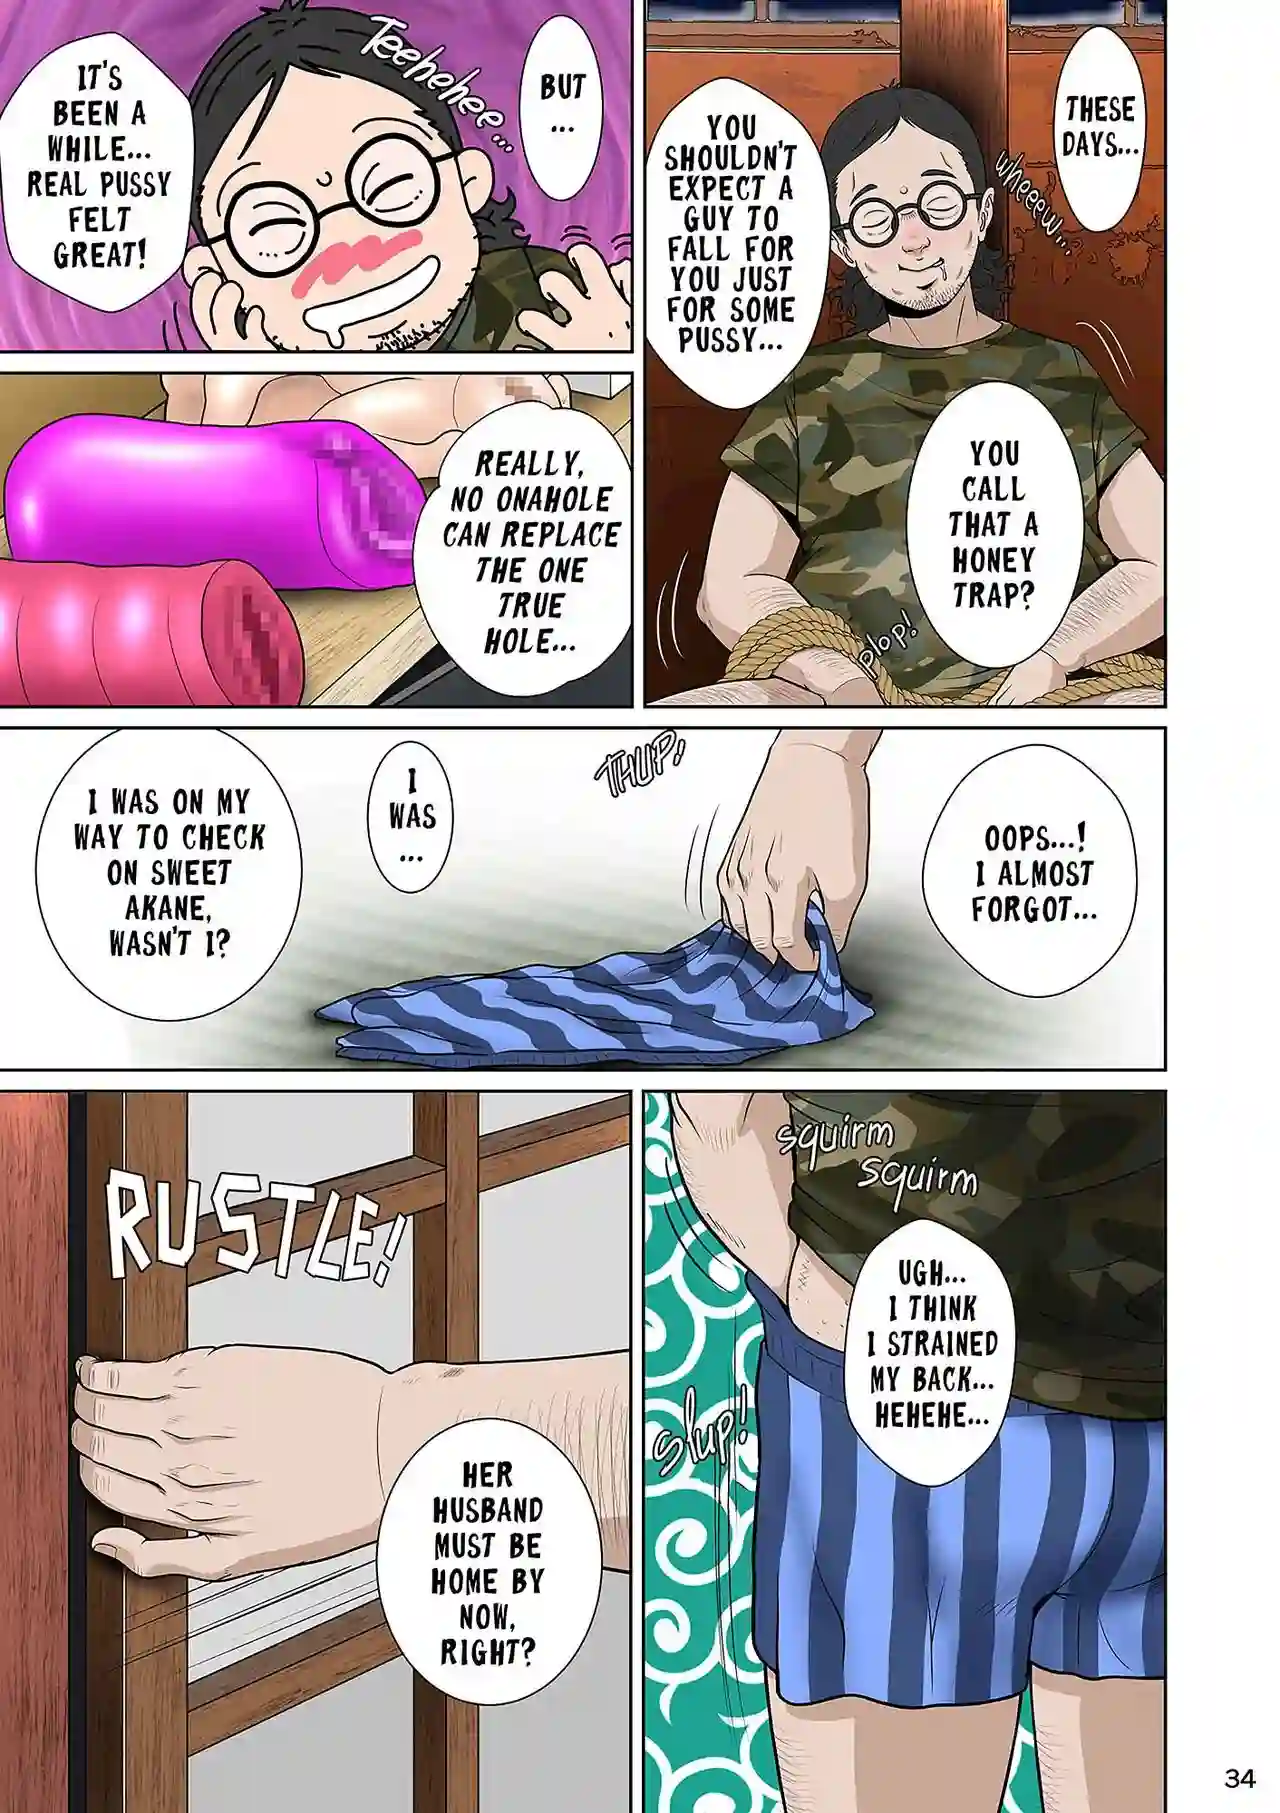 THESE
DAYS...
wheeew...
YOU
SHOULDN'T
EXPECT A
GUY TO
FALL FOR
YOU JUST
FOR SOME
PUSSY...
YOU
CALL
THAT A
HONEY
TRAP?
plop!
BUT
...
Teehehee...
IT'S
BEEN A
WHILE...
REAL PUSSY
FELT
GREAT!
REALLY,
NO ONAHOLE
CAN REPLACE
THE ONE
TRUE
HOLE...
OOPS...!
I ALMOST
FORGOT...
THUP!
I
WAS
...
I WAS ON MY
WAY TO CHECK
ON SWEET
AKANE,
WASN'T I?
squirm
squirm
UGH...
I THINK
I STRAINED
MY BACK...
HEHEHE...
slup!
RUSTLE!
HER
HUSBAND
MUST BE
HOME BY
NOW,
RIGHT?
34